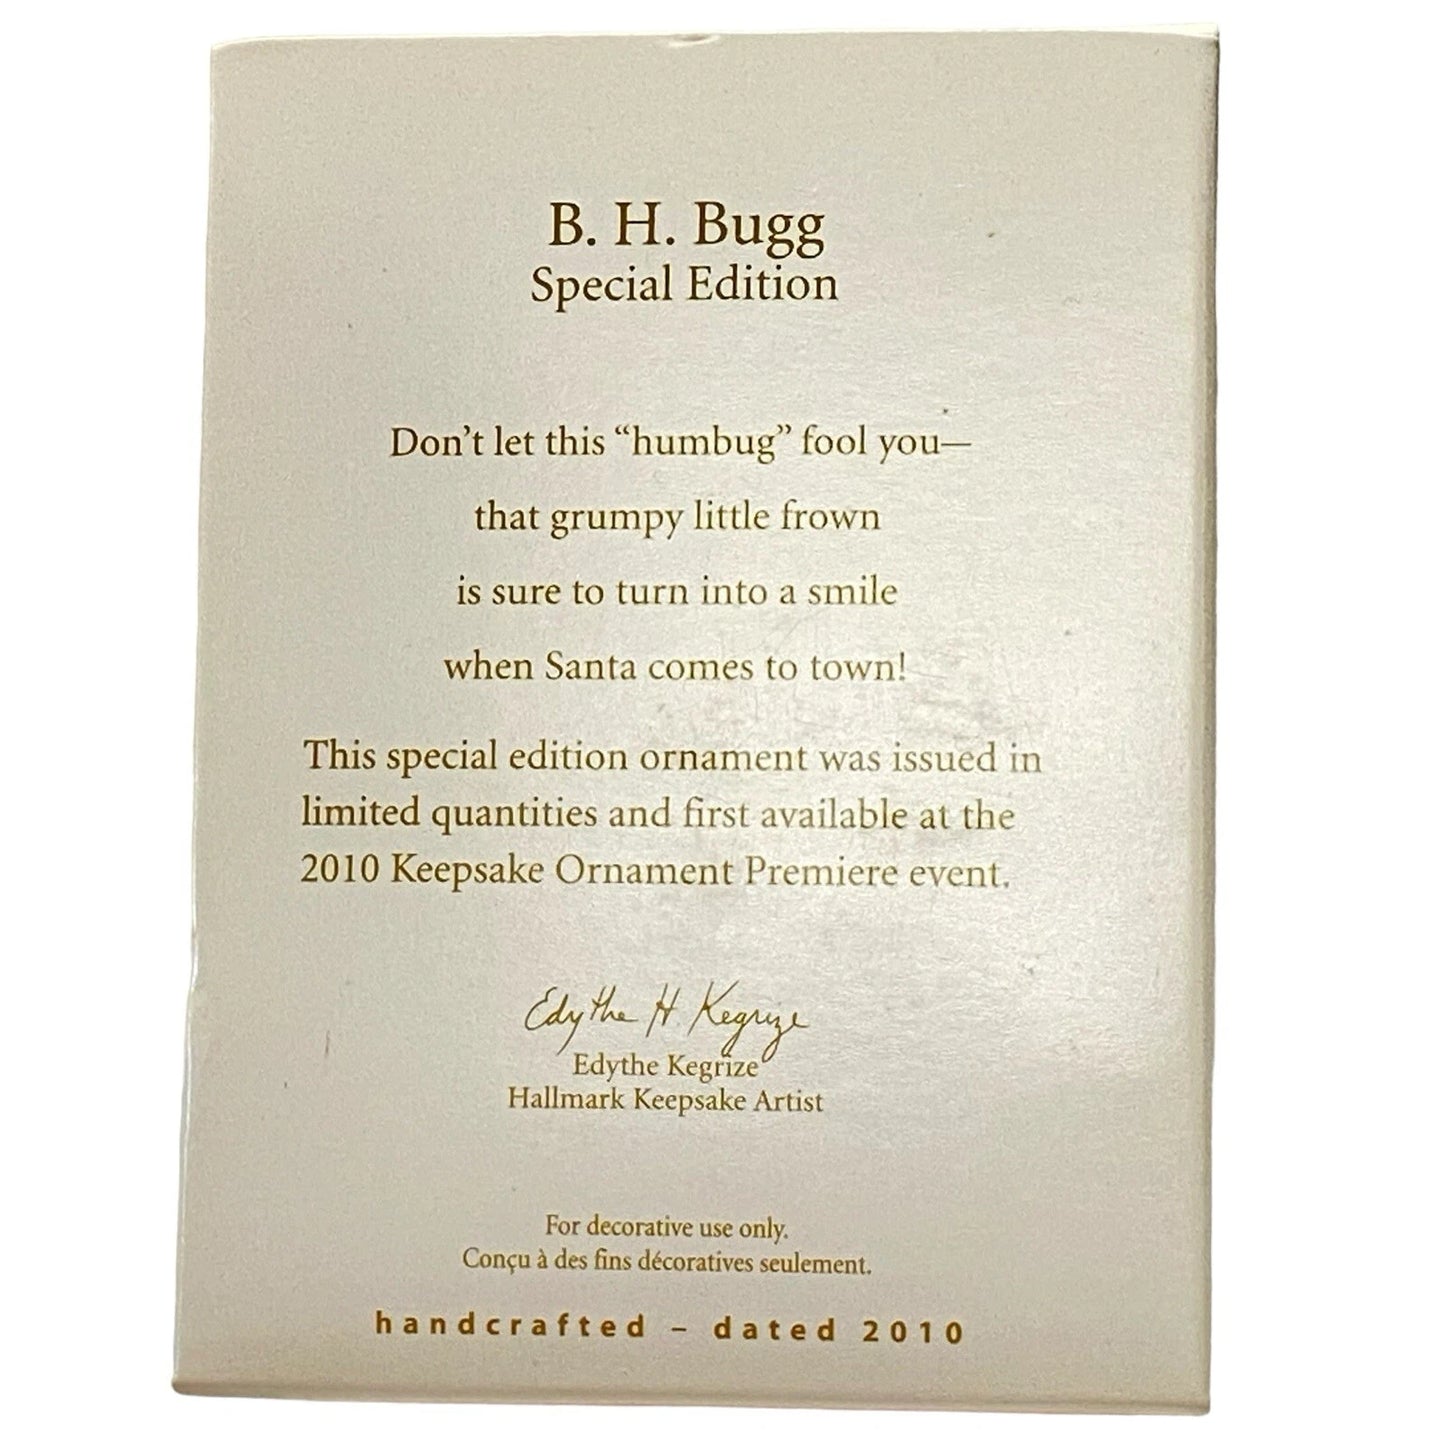 B. H. Bugg
Special Edition
Don’t let this “humbug” fool you—
that grumpy little frown
is sure to turn into a smile
when Santa comes to town!
This special edition ornament was issued in
limited quantities and first available at the
2010 Keepsake Ornament Premiere event.
Edythe H Kegrize
Edythe Kegrize
Hallmark Keepsake Artist
For decorative use only.
Conçu à des fins décoratives seulement.
handcrafted – dated 2010